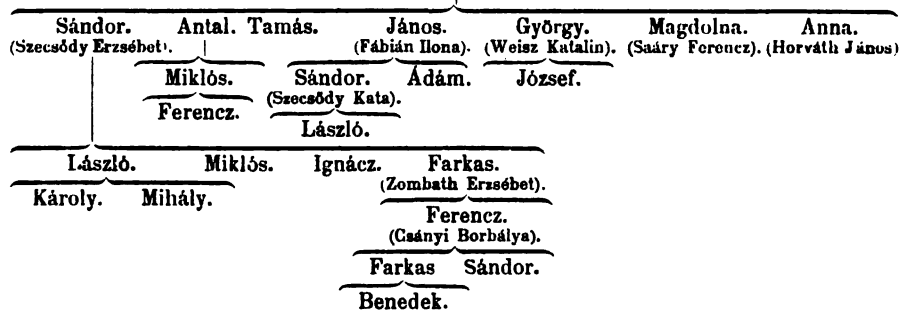 Sándor. Antal. Tamás. János. György. Magdolna. Anna.
(Szecsődy Erzsébet). (Fábián Ilona). (Weisz Katalin). (Saáry Ferencz). (Horváth János)
Miklós. Sándor. Ádám. József.
(Szecsődy Kata).
Ferencz.
László.
László. Miklós. Ignácz. Farkas.
(Zombath Erzsébet).
Károly. Mihály.
Ferencz.
(Csányi Borbálya).
Farkas Sándor.
Benedek.